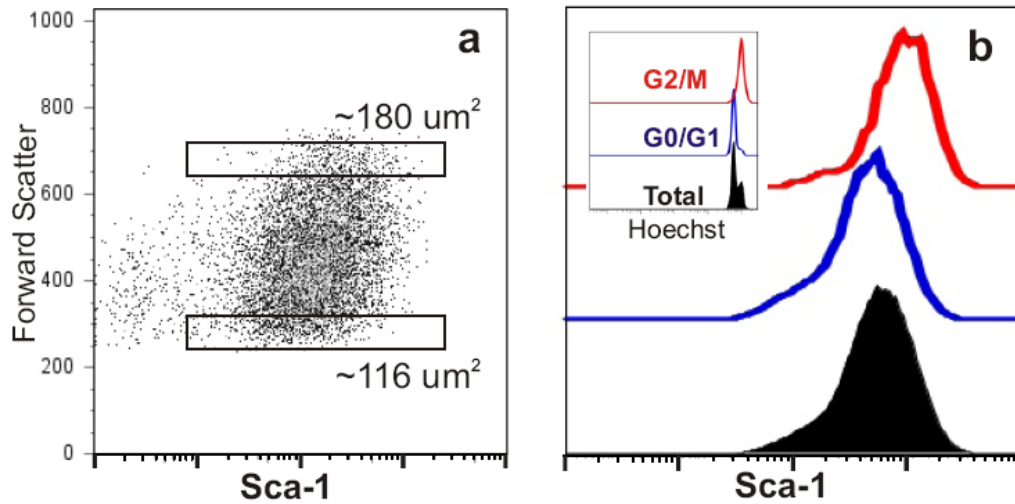 a
1000
800
600
400
200
0
Forward Scatter
~180 um²
~116 um²
Sca-1
b
G2/M
G0/G1
Total
Hoechst
Sca-1